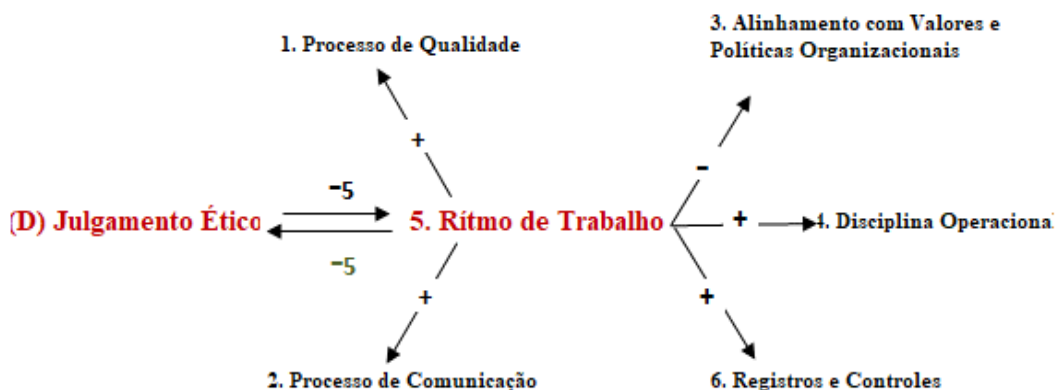 3. Alinhamento com Valores e
Políticas Organizacionais
1. Processo de Qualidade
+
-
-5
(D) Julgamento Ético
5. Rítmo de Trabalho
+
4. Disciplina Operacional
-5
+
+
2. Processo de Comunicação
6. Registros e Controles